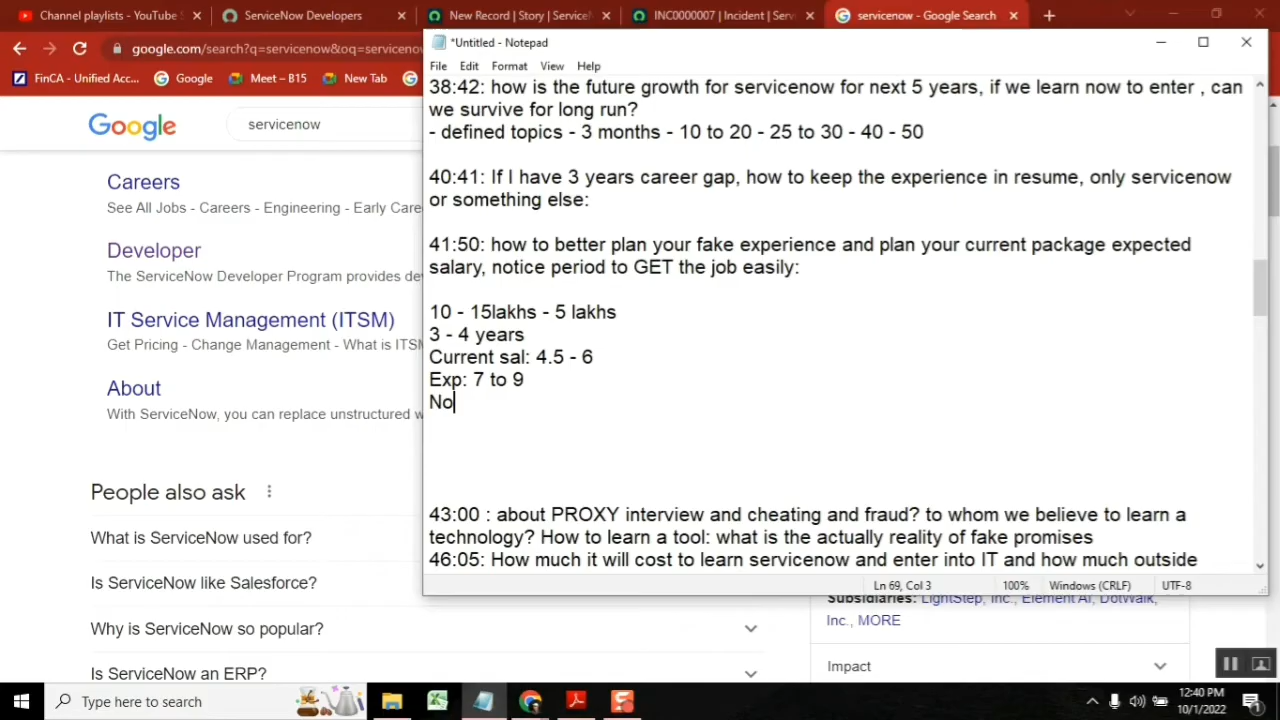 Channel playlists - YouTube S
ServiceNow Developers
New Record | Story | ServiceN
INC0000007 | Incident | Servi
servicenow - Google Search
google.com/search?q=servicenow&oq=servicenow
FinCA - Unified Acc...
Google
Meet – B15
New Tab
*Untitled - Notepad
File Edit Format View Help
Google
servicenow
Careers
See All Jobs - Careers - Engineering - Early Care
Developer
The ServiceNow Developer Program provides de
IT Service Management (ITSM)
Get Pricing - Change Management - What is ITSM
About
With ServiceNow, you can replace unstructured w
People also ask
What is ServiceNow used for?
Is ServiceNow like Salesforce?
Why is ServiceNow so popular?
Is ServiceNow an ERP?
38:42: how is the future growth for servicenow for next 5 years, if we learn now to enter , can
we survive for long run?
- defined topics - 3 months - 10 to 20 - 25 to 30 - 40 - 50
40:41: If I have 3 years career gap, how to keep the experience in resume, only servicenow
or something else:
41:50: how to better plan your fake experience and plan your current package expected
salary, notice period to GET the job easily:
10 - 15lakhs - 5 lakhs
3 - 4 years
Current sal: 4.5 - 6
Exp: 7 to 9
No
43:00 : about PROXY interview and cheating and fraud? to whom we believe to learn a
technology? How to learn a tool: what is the actually reality of fake promises
46:05: How much it will cost to learn servicenow and enter into IT and how much outside
Ln 69, Col 3
100%
Windows (CRLF)
UTF-8
Subsidiaries: LightStep, Inc., Element AI, DotWalk,
Inc., MORE
Impact
Type here to search
12:40 PM
10/1/2022
1